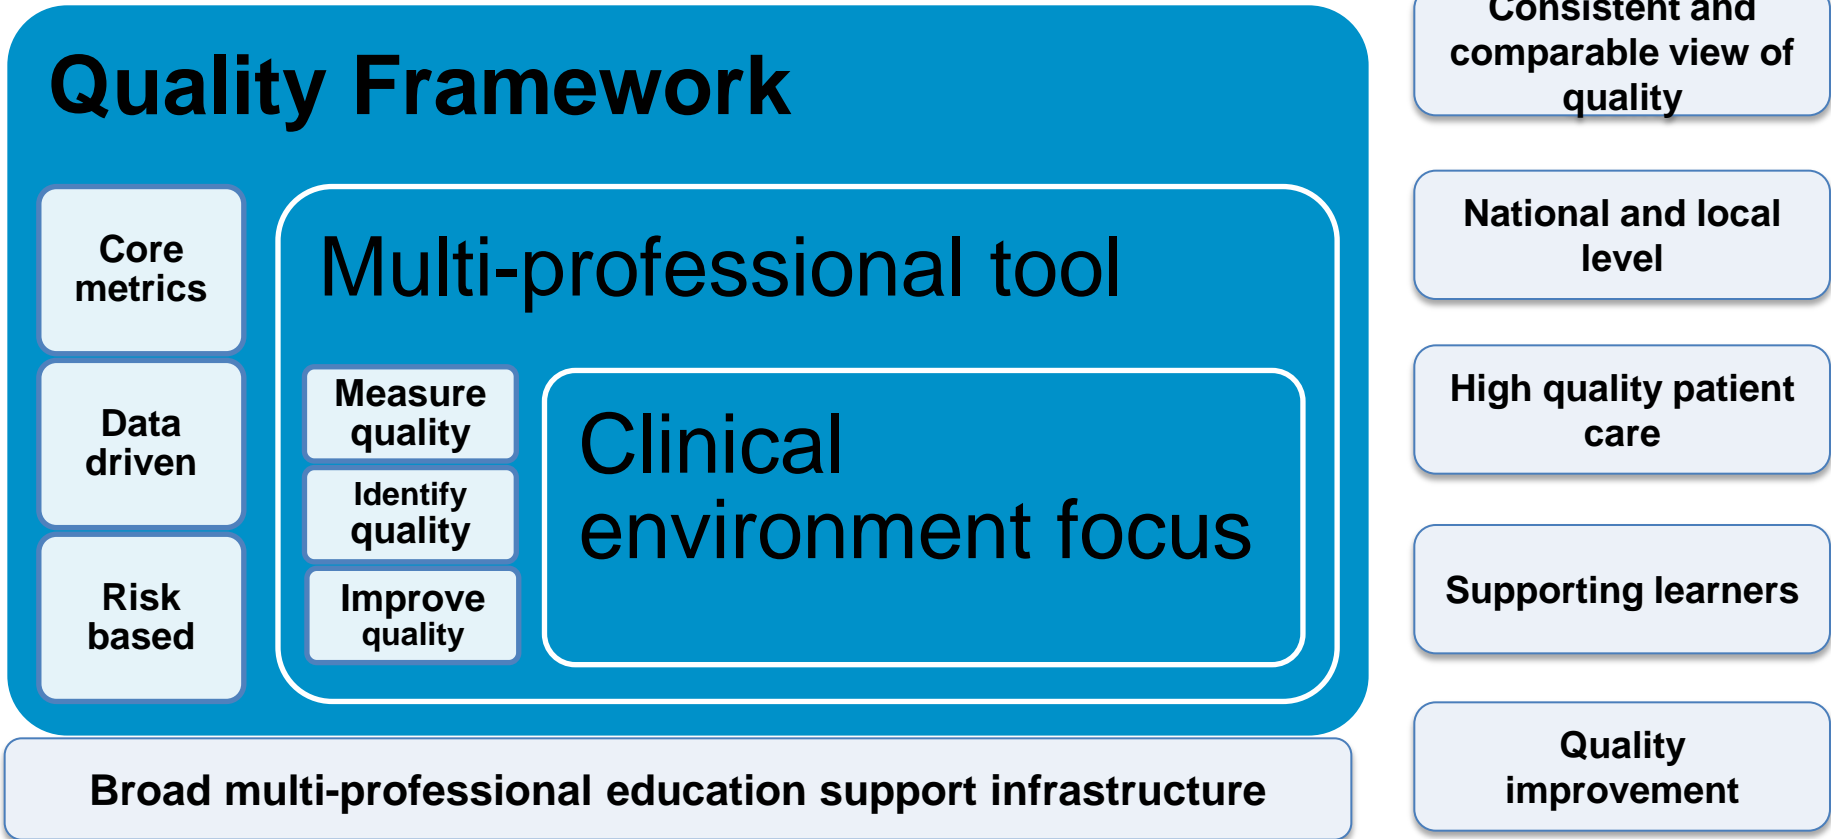 Quality Framework
Core
metrics
Data
driven
Risk
based
Multi-professional tool
Measure
quality
Identify
quality
Improve
quality
Clinical
environment focus
Broad multi-professional education support infrastructure
Consistent and
comparable view of
quality
National and local
level
High quality patient
care
Supporting learners
Quality
improvement